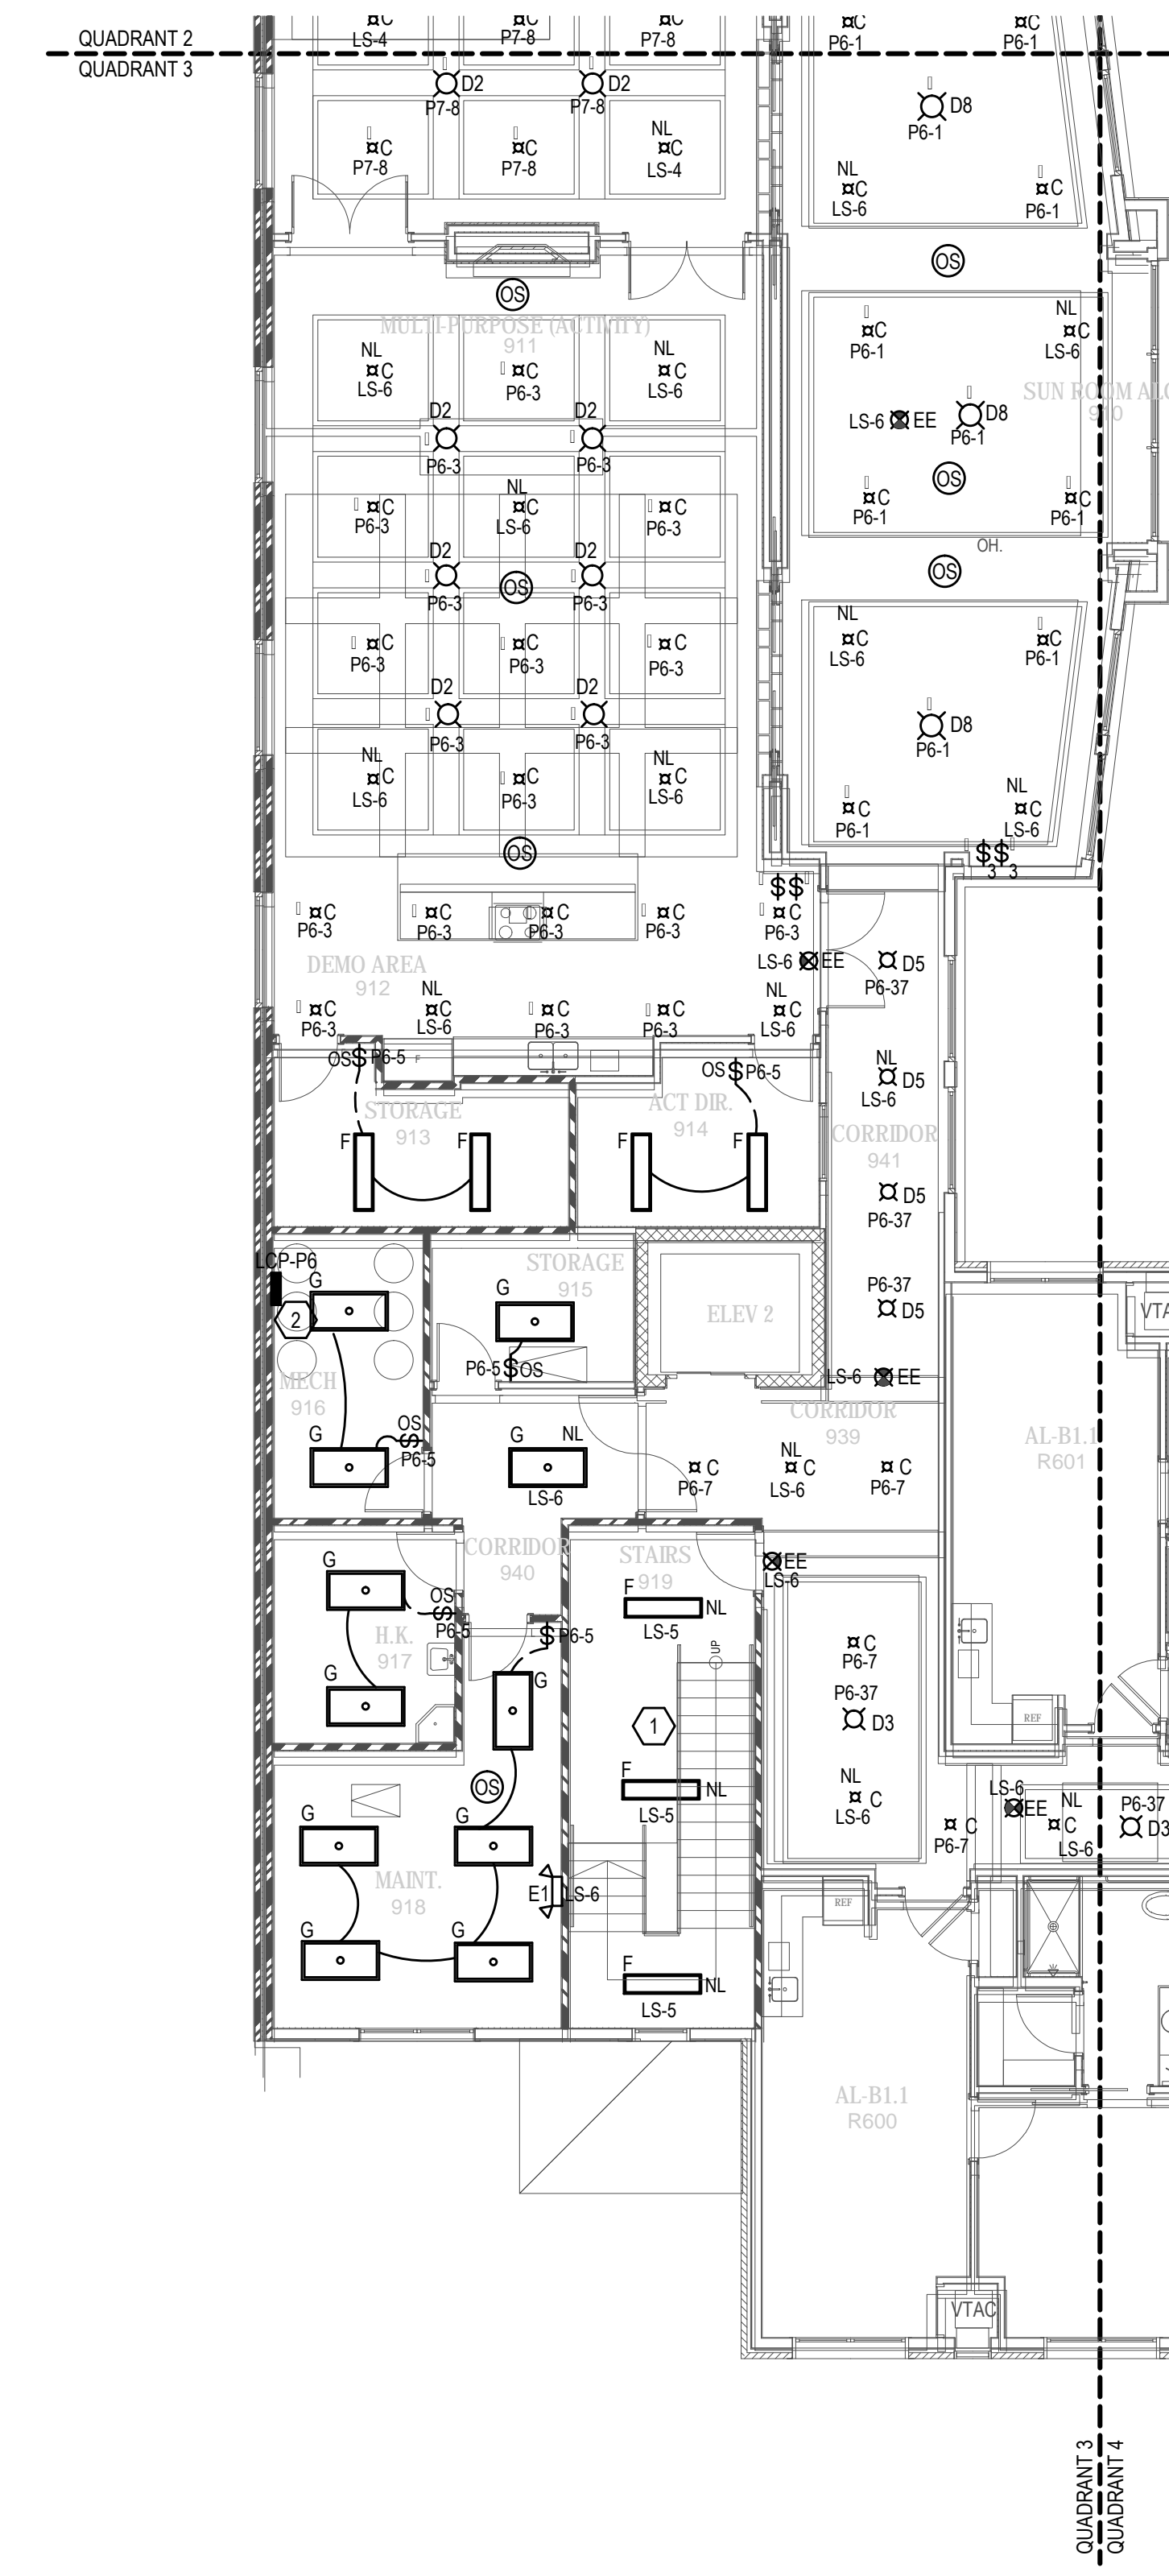 C
LS-4
C
P7-8
C
P7-8
C
P6-1
C
P6-1
QUADRANT 2
QUADRANT 3
D2
P7-8
D2
P7-8
D8
P6-1
C
P7-8
C
P7-8
NL
C
LS-4
NL
C
LS-6
C
P6-1
OS
OS
MULTI-PURPOSE (ACTIVITY)
911
NL
C
LS-6
C
P6-3
NL
C
LS-6
C
P6-1
NL
C
LS-6
SUN ROOM ALC
910
D2
P6-3
D2
P6-3
LS-6
EE
D8
P6-1
OS
C
P6-3
NL
C
LS-6
C
P6-3
C
P6-1
C
P6-1
OH.
OS
D2
P6-3
OS
D2
P6-3
C
P6-3
C
P6-3
C
P6-3
NL
C
LS-6
C
P6-1
D2
P6-3
D2
P6-3
D8
P6-1
NL
C
LS-6
C
P6-3
NL
C
LS-6
C
P6-1
NL
C
LS-6
OS
$$
3 3
$$
C
P6-3
C
P6-3
C
P6-3
C
P6-3
C
P6-3
DEMO AREA
912
LS-6
EE
D5
P6-37
C
P6-3
NL
C
LS-6
C
P6-3
C
P6-3
NL
C
LS-6
OS
$
P6-5
F
OS
$
P6-5
NL
D5
LS-6
STORAGE
913
ACT DIR.
914
CORRIDOR
941
F
F
F
F
D5
P6-37
LCP-P6
G
2
STORAGE
915
G
ELEV 2
P6-37
D5
VTA
P6-5
$
OS
MECH
916
LS-6
EE
CORRIDOR
939
G
OS
$
P6-5
G
NL
LS-6
C
P6-7
NL
C
LS-6
C
P6-7
AL-B1.1
R601
CORRIDOR
940
STAIRS
919
EE
LS-6
G
OS
$
P6-5
F
NL
LS-5
H.K.
917
$
P6-5
UP
C
P6-7
G
G
1
P6-37
D3
REF
OS
F
NL
LS-5
NL
C
LS-6
C
P6-7
LS-6
EE
NL
C
LS-6
P6-37
D3
G
G
MAINT.
918
E1
LS-6
REF
G
G
F
NL
LS-5
AL-B1.1
R600
VTAC
QUADRANT 3
QUADRANT 4